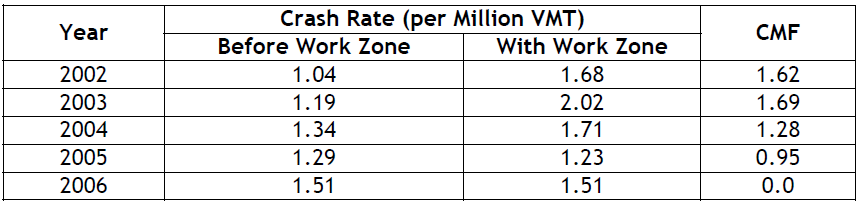 Year Crash Rate (per Million VMT) CMF
Before Work Zone With Work Zone
2002 1.04 1.68 1.62
2003 1.19 2.02 1.69
2004 1.34 1.71 1.28
2005 1.29 1.23 0.95
2006 1.51 1.51 0.0